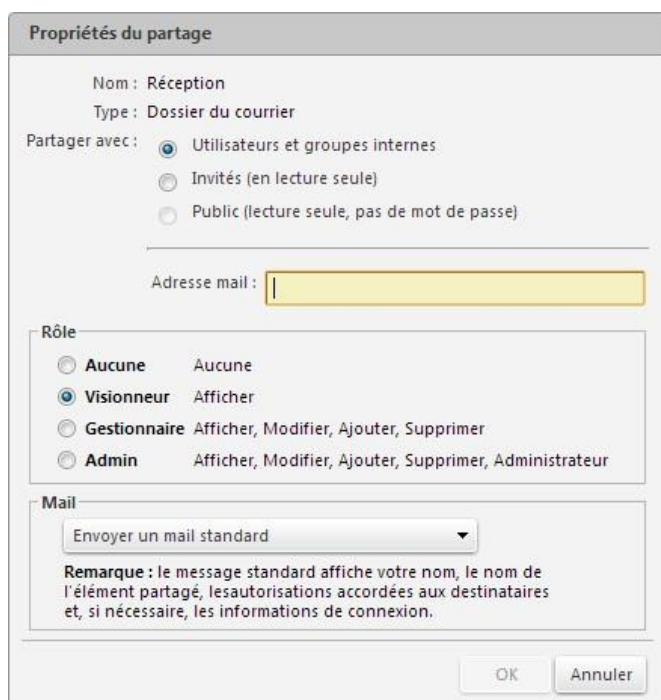 Propriétés du partage
Nom : Réception
Type : Dossier du courrier
Partager avec : Utilisateurs et groupes internes
Invités (en lecture seule)
Public (lecture seule, pas de mot de passe)
Adresse mail :
Rôle
Aucune Aucune
Visionneur Afficher
Gestionnaire Afficher, Modifier, Ajouter, Supprimer
Admin Afficher, Modifier, Ajouter, Supprimer, Administrateur
Mail
Envoyer un mail standard
Remarque : le message standard affiche votre nom, le nom de
l'élément partagé, lesautorisations accordées aux destinataires
et, si nécessaire, les informations de connexion.
OK Annuler